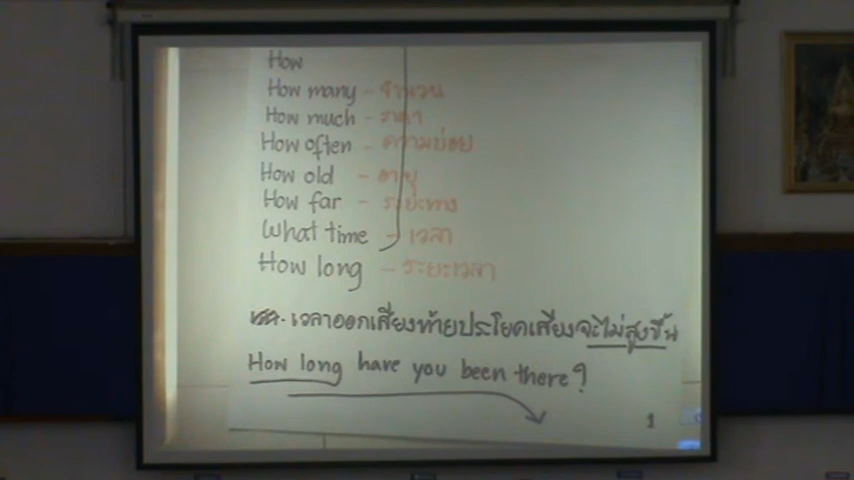 How
How many - จำนวน
How much - ราคา
How often - ความบ่อย
How old - อายุ
How far - ระยะทาง
What time - เวลา
How long - ระยะเวลา
- เวลาออกเสียงท้ายประโยคเสียงจะไม่สูงขึ้น
How long have you been there?
1